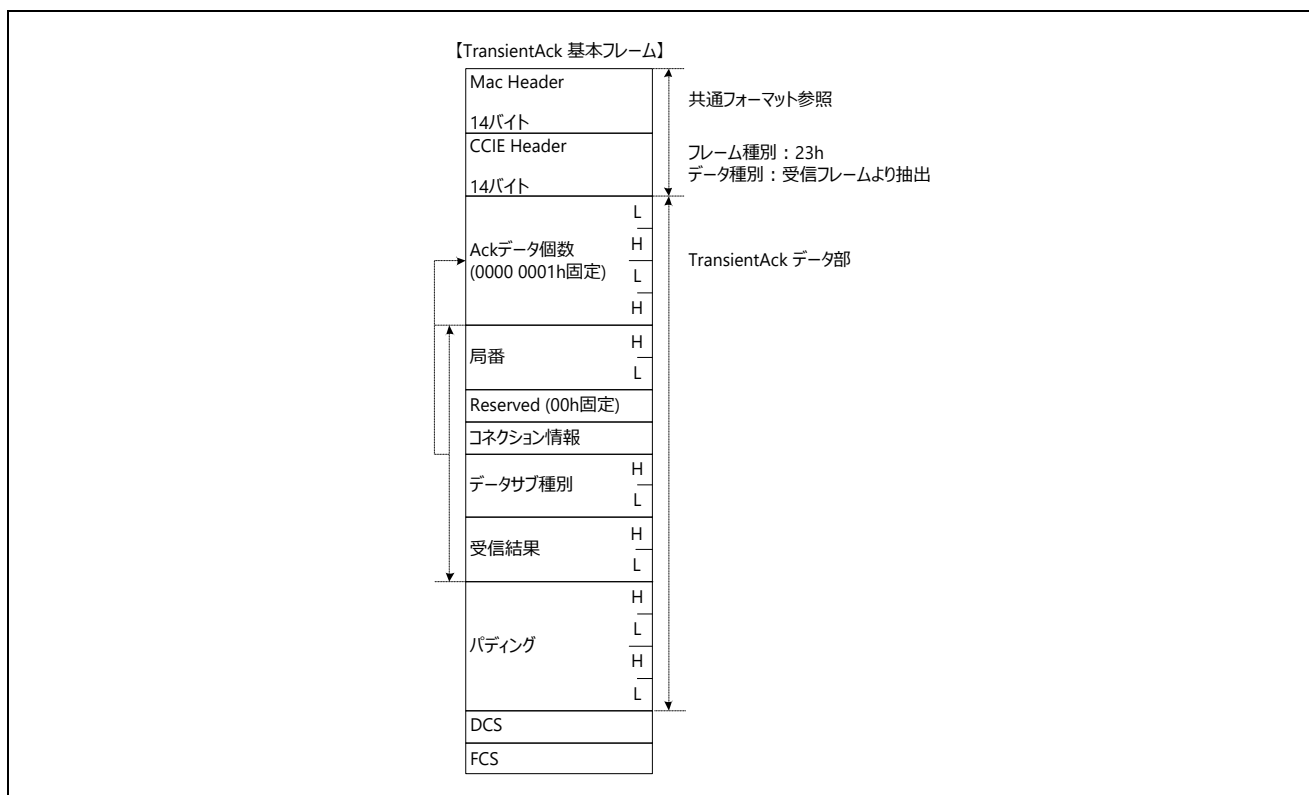 【TransientAck 基本フレーム】
Mac Header
14バイト
共通フォーマット参照
CCIE Header
14バイト
フレーム種別：23h
データ種別：受信フレームより抽出
L
H
Ackデータ個数
(0000 0001h固定)
L
H
TransientAck データ部
局番
H
L
Reserved (00h固定)
コネクション情報
データサブ種別
H
L
受信結果
H
L
パディング
H
L
H
L
DCS
FCS